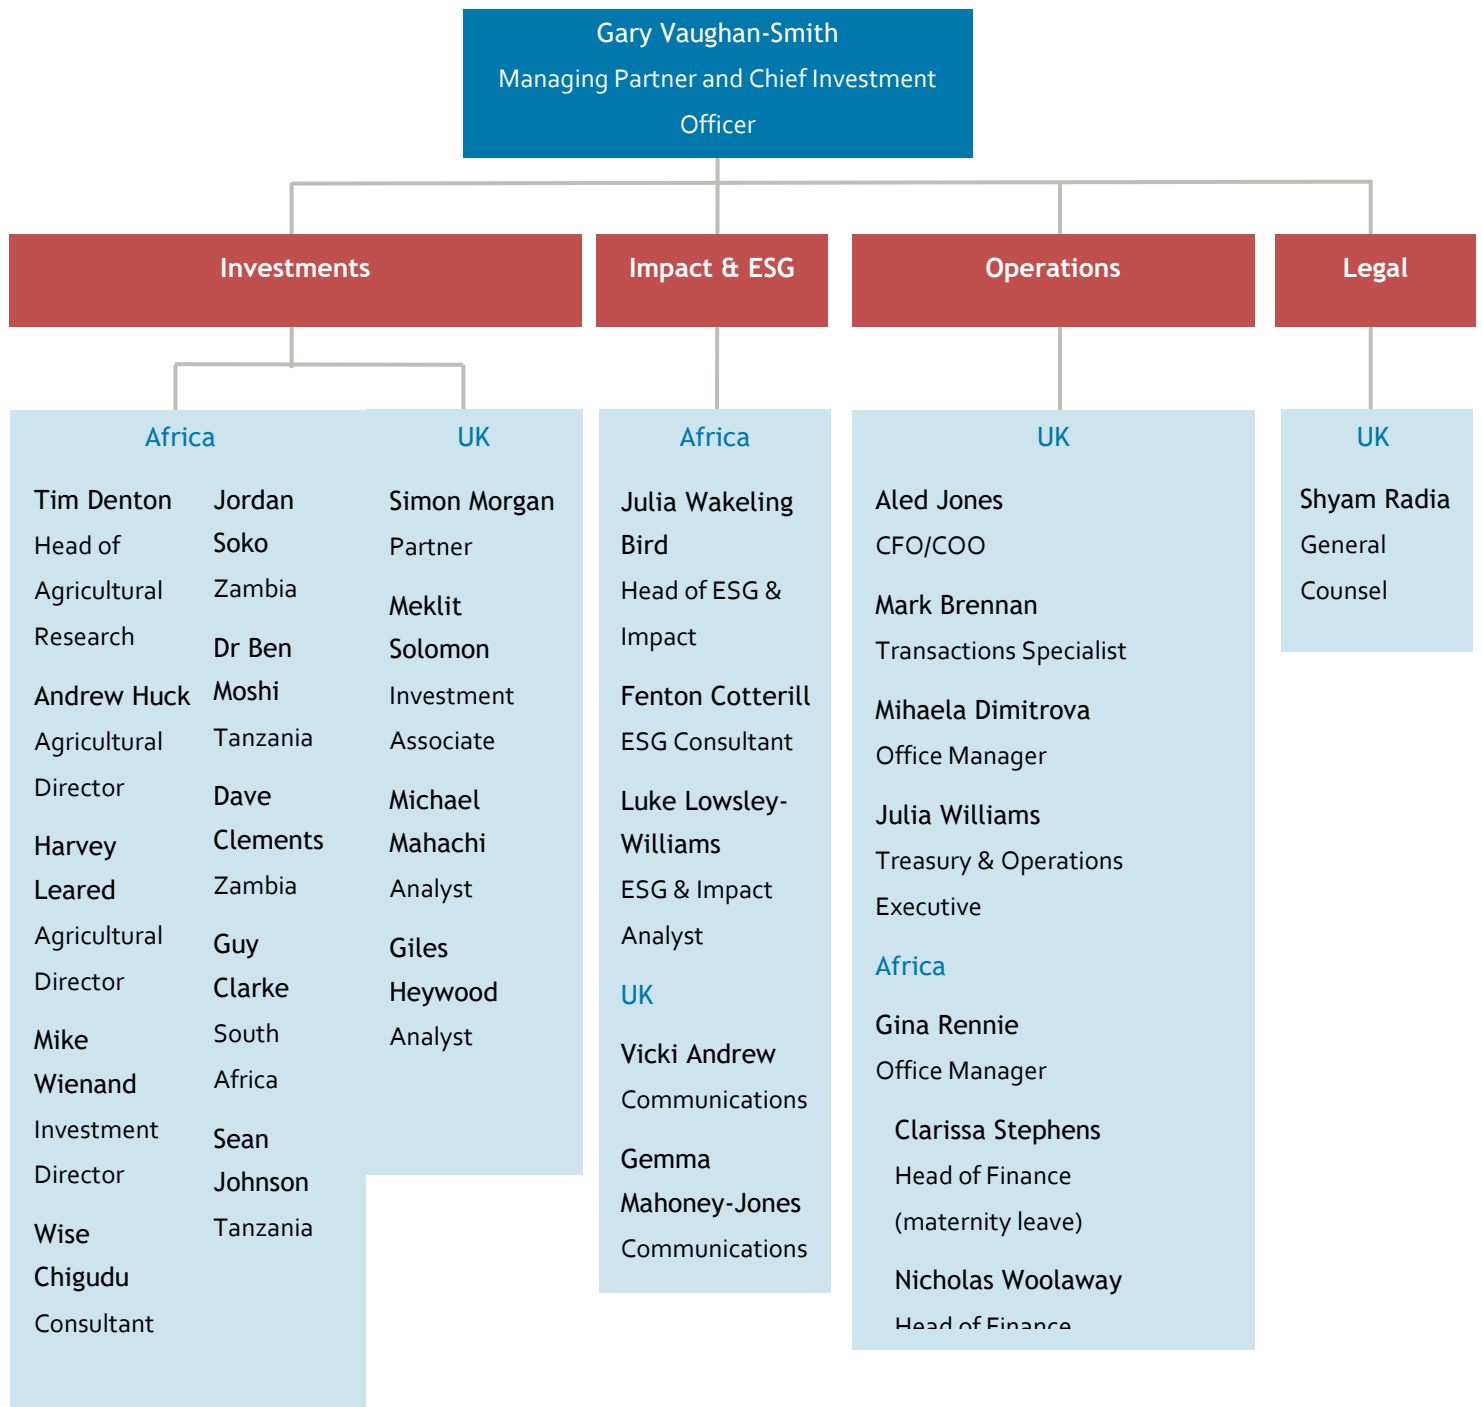 Gary Vaughan-Smith
Managing Partner and Chief Investment
Officer
Investments
Impact & ESG
Operations
Legal
Africa
Tim Denton
Head of
Agricultural
Research
Andrew Huck
Agricultural
Director
Harvey
Leared
Agricultural
Director
Mike
Wienand
Investment
Director
Wise
Chigudu
Consultant
Jordan
Soko
Zambia
Dr Ben
Moshi
Tanzania
Dave
Clements
Zambia
Guy
Clarke
South
Africa
Sean
Johnson
Tanzania
UK
Simon Morgan
Partner
Meklit
Solomon
Investment
Associate
Michael
Mahachi
Analyst
Giles
Heywood
Analyst
Africa
Julia Wakeling
Bird
Head of ESG &
Impact
Fenton Cotterill
ESG Consultant
Luke Lowsley-
Williams
ESG & Impact
Analyst
UK
Vicki Andrew
Communications
Gemma
Mahoney-Jones
Communications
UK
Aled Jones
CFO/COO
Mark Brennan
Transactions Specialist
Mihaela Dimitrova
Office Manager
Julia Williams
Treasury & Operations
Executive
Africa
Gina Rennie
Office Manager
Clarissa Stephens
Head of Finance
(maternity leave)
Nicholas Woolaway
Head of Finance
UK
Shyam Radia
General
Counsel